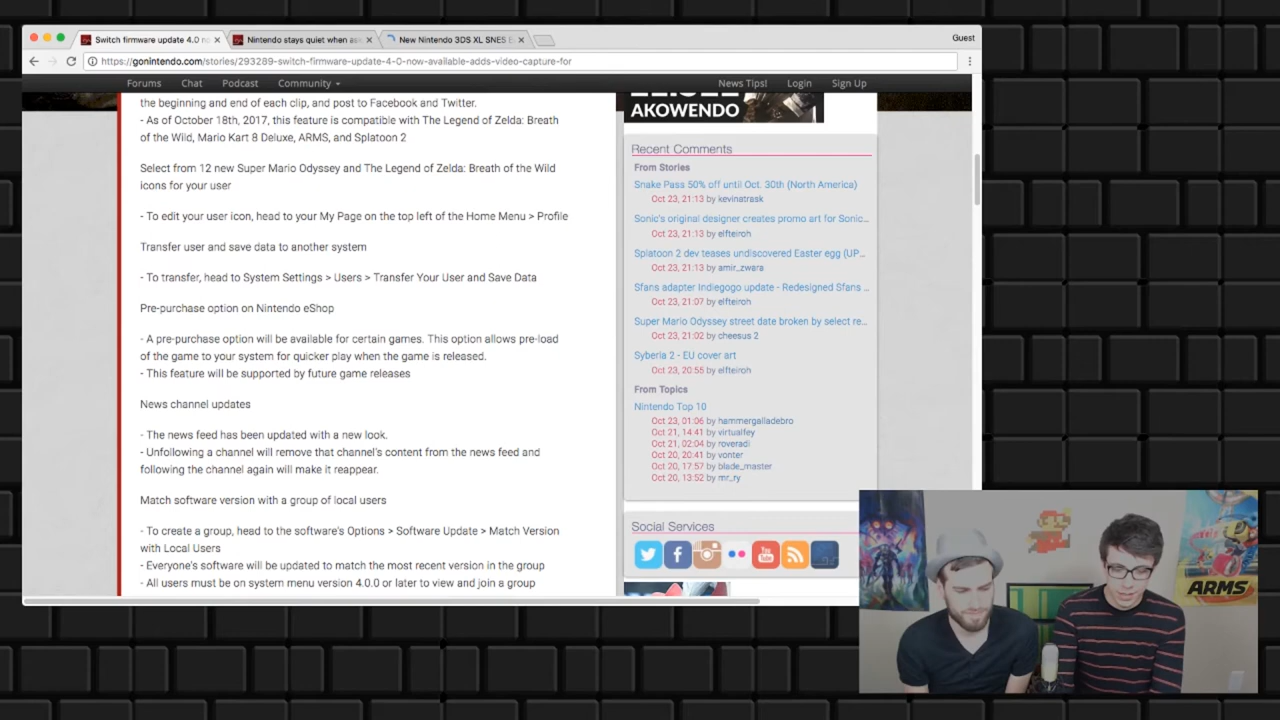 Switch firmware update 4.0 no
Nintendo stays quiet when as
New Nintendo 3DS XL SNES E
Guest
https://gonintendo.com/stories/293289-switch-firmware-update-4-0-now-available-adds-video-capture-for
Forums Chat Podcast Community
News Tips! Login Sign Up
the beginning and end of each clip, and post to Facebook and Twitter.
- As of October 18th, 2017, this feature is compatible with The Legend of Zelda: Breath
of the Wild, Mario Kart 8 Deluxe, ARMS, and Splatoon 2
Select from 12 new Super Mario Odyssey and The Legend of Zelda: Breath of the Wild
icons for your user
- To edit your user icon, head to your My Page on the top left of the Home Menu > Profile
Transfer user and save data to another system
- To transfer, head to System Settings > Users > Transfer Your User and Save Data
Pre-purchase option on Nintendo eShop
- A pre-purchase option will be available for certain games. This option allows pre-load
of the game to your system for quicker play when the game is released.
- This feature will be supported by future game releases
News channel updates
- The news feed has been updated with a new look.
- Unfollowing a channel will remove that channel's content from the news feed and
following the channel again will make it reappear.
Match software version with a group of local users
- To create a group, head to the software's Options > Software Update > Match Version
with Local Users
- Everyone's software will be updated to match the most recent version in the group
- All users must be on system menu version 4.0.0 or later to view and join a group
AKOWENDO
Recent Comments
From Stories
Snake Pass 50% off until Oct. 30th (North America)
Oct 23, 21:13 by kevinatrask
Sonic's original designer creates promo art for Sonic...
Oct 23, 21:13 by elfteiroh
Splatoon 2 dev teases undiscovered Easter egg (UP...
Oct 23, 21:13 by amir_zwara
Sfans adapter Indiegogo update - Redesigned Sfans ...
Oct 23, 21:07 by elfteiroh
Super Mario Odyssey street date broken by select re...
Oct 23, 21:02 by cheesus 2
Syberia 2 - EU cover art
Oct 23, 20:55 by elfteiroh
From Topics
Nintendo Top 10
Oct 23, 01:06 by hammergalladebro
Oct 21, 14:41 by virtualfey
Oct 21, 02:04 by roveradi
Oct 20, 20:41 by vonter
Oct 20, 17:57 by blade_master
Oct 20, 13:52 by mr_ry
Social Services
You Tube
ARMS